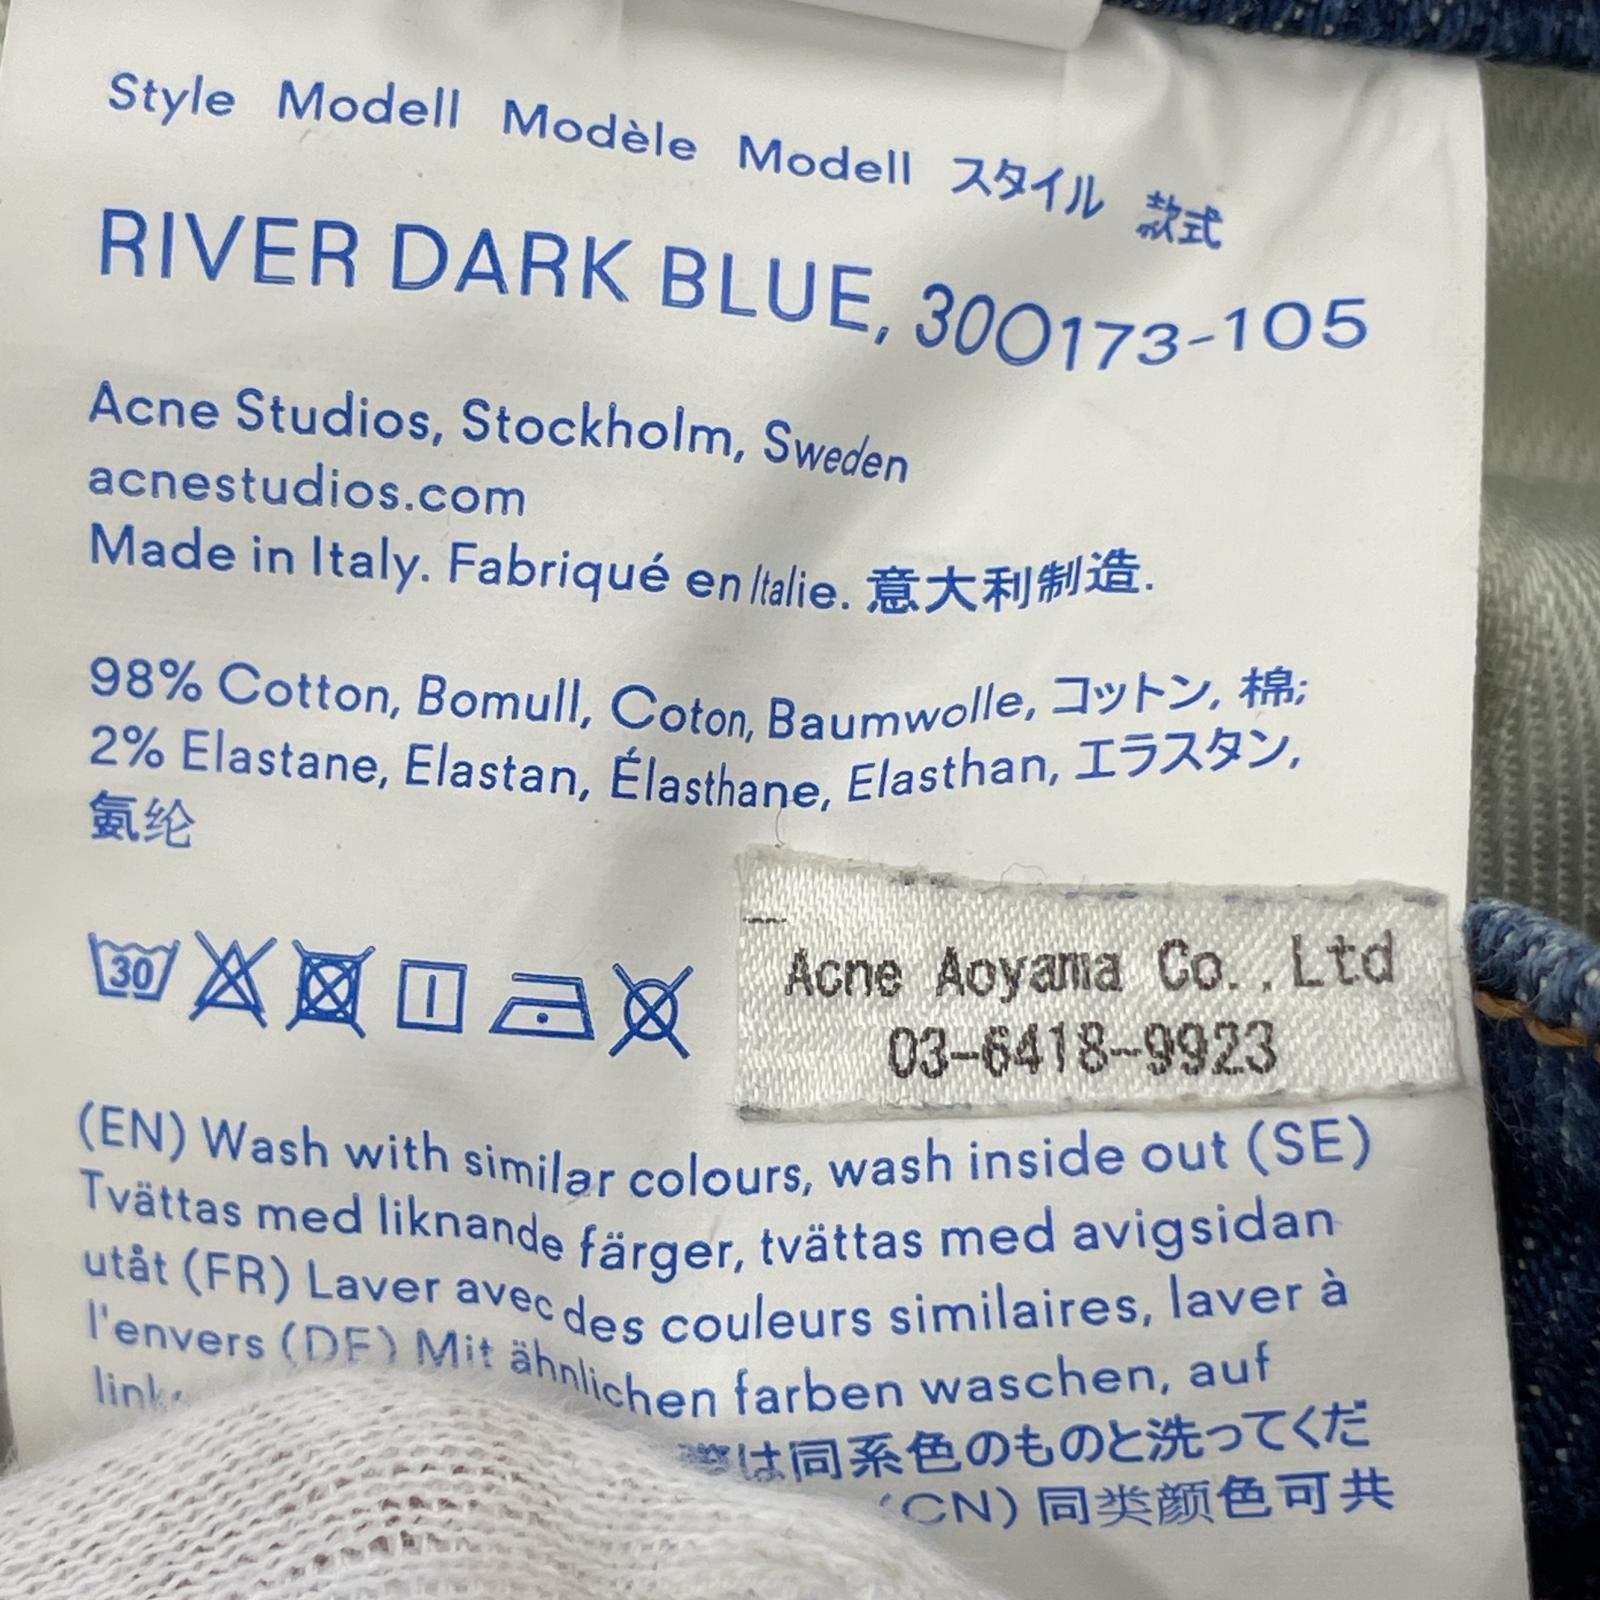 Style Modell Modèle Modell スタイル 款式
RIVER DARK BLUE, 300173-105
Acne Studios, Stockholm, Sweden
acnestudios.com
Made in Italy. Fabriqué en Italie. 意大利制造.
98% Cotton, Bomull, Coton, Baumwolle, コットン, 棉;
2% Elastane, Elastan, Élasthane, Elasthan, エラスタン,
氨纶
30
Acne Aoyama Co.,Ltd
03-6418-9923
(EN) Wash with similar colours, wash inside out (SE)
Tvättas med liknande färger, tvättas med avigsidan
utåt (FR) Laver avec des couleurs similaires, laver à
l'envers (DE) Mit ähnlichen farben waschen, auf
は同系色のものと洗ってくだ
(CN) 同类颜色可共